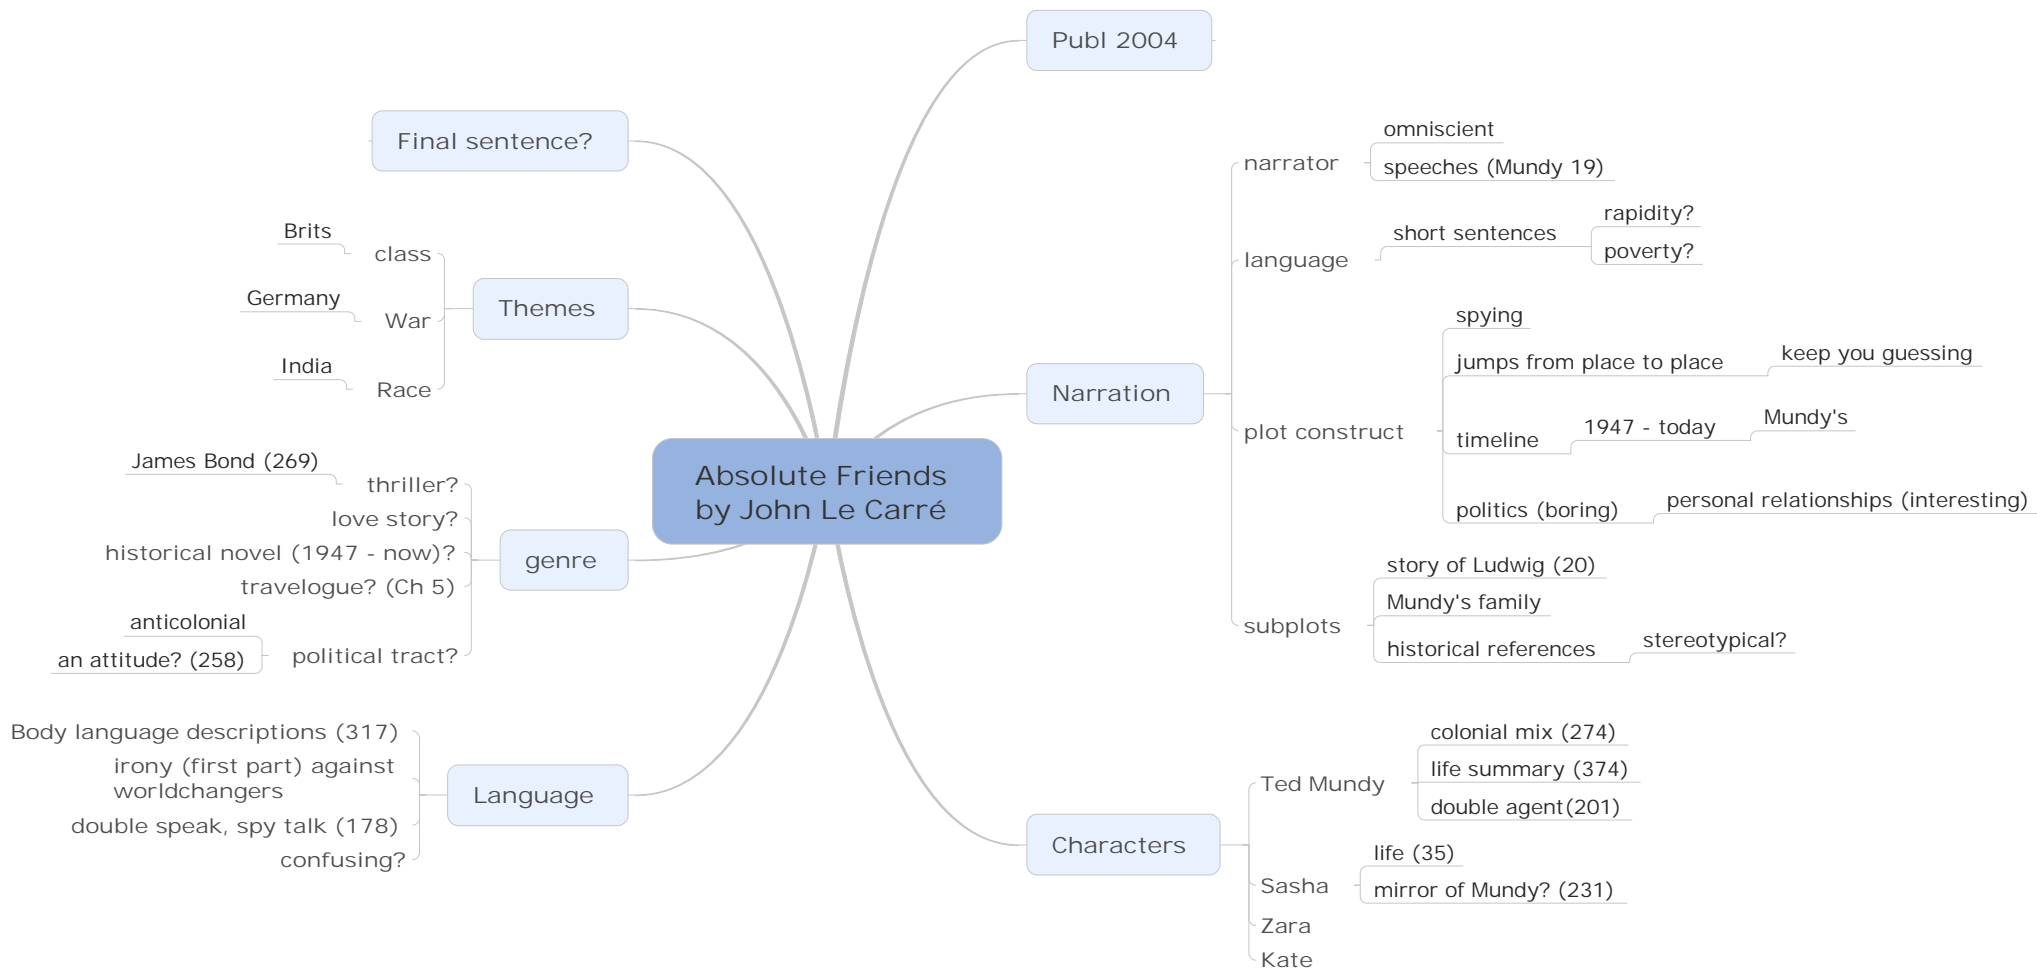 Absolute Friends
by John Le Carré
Publ 2004
Narration
narrator
omniscient
speeches (Mundy 19)
language
short sentences
rapidity?
poverty?
plot construct
spying
jumps from place to place
keep you guessing
timeline
1947 - today
Mundy's
politics (boring)
personal relationships (interesting)
subplots
story of Ludwig (20)
Mundy's family
historical references
stereotypical?
Characters
Ted Mundy
colonial mix (274)
life summary (374)
double agent(201)
Sasha
life (35)
mirror of Mundy? (231)
Zara
Kate
Final sentence?
Themes
class
Brits
War
Germany
Race
India
genre
thriller?
James Bond (269)
love story?
historical novel (1947 - now)?
travelogue? (Ch 5)
political tract?
anticolonial
an attitude? (258)
Language
Body language descriptions (317)
irony (first part) against
worldchangers
double speak, spy talk (178)
confusing?